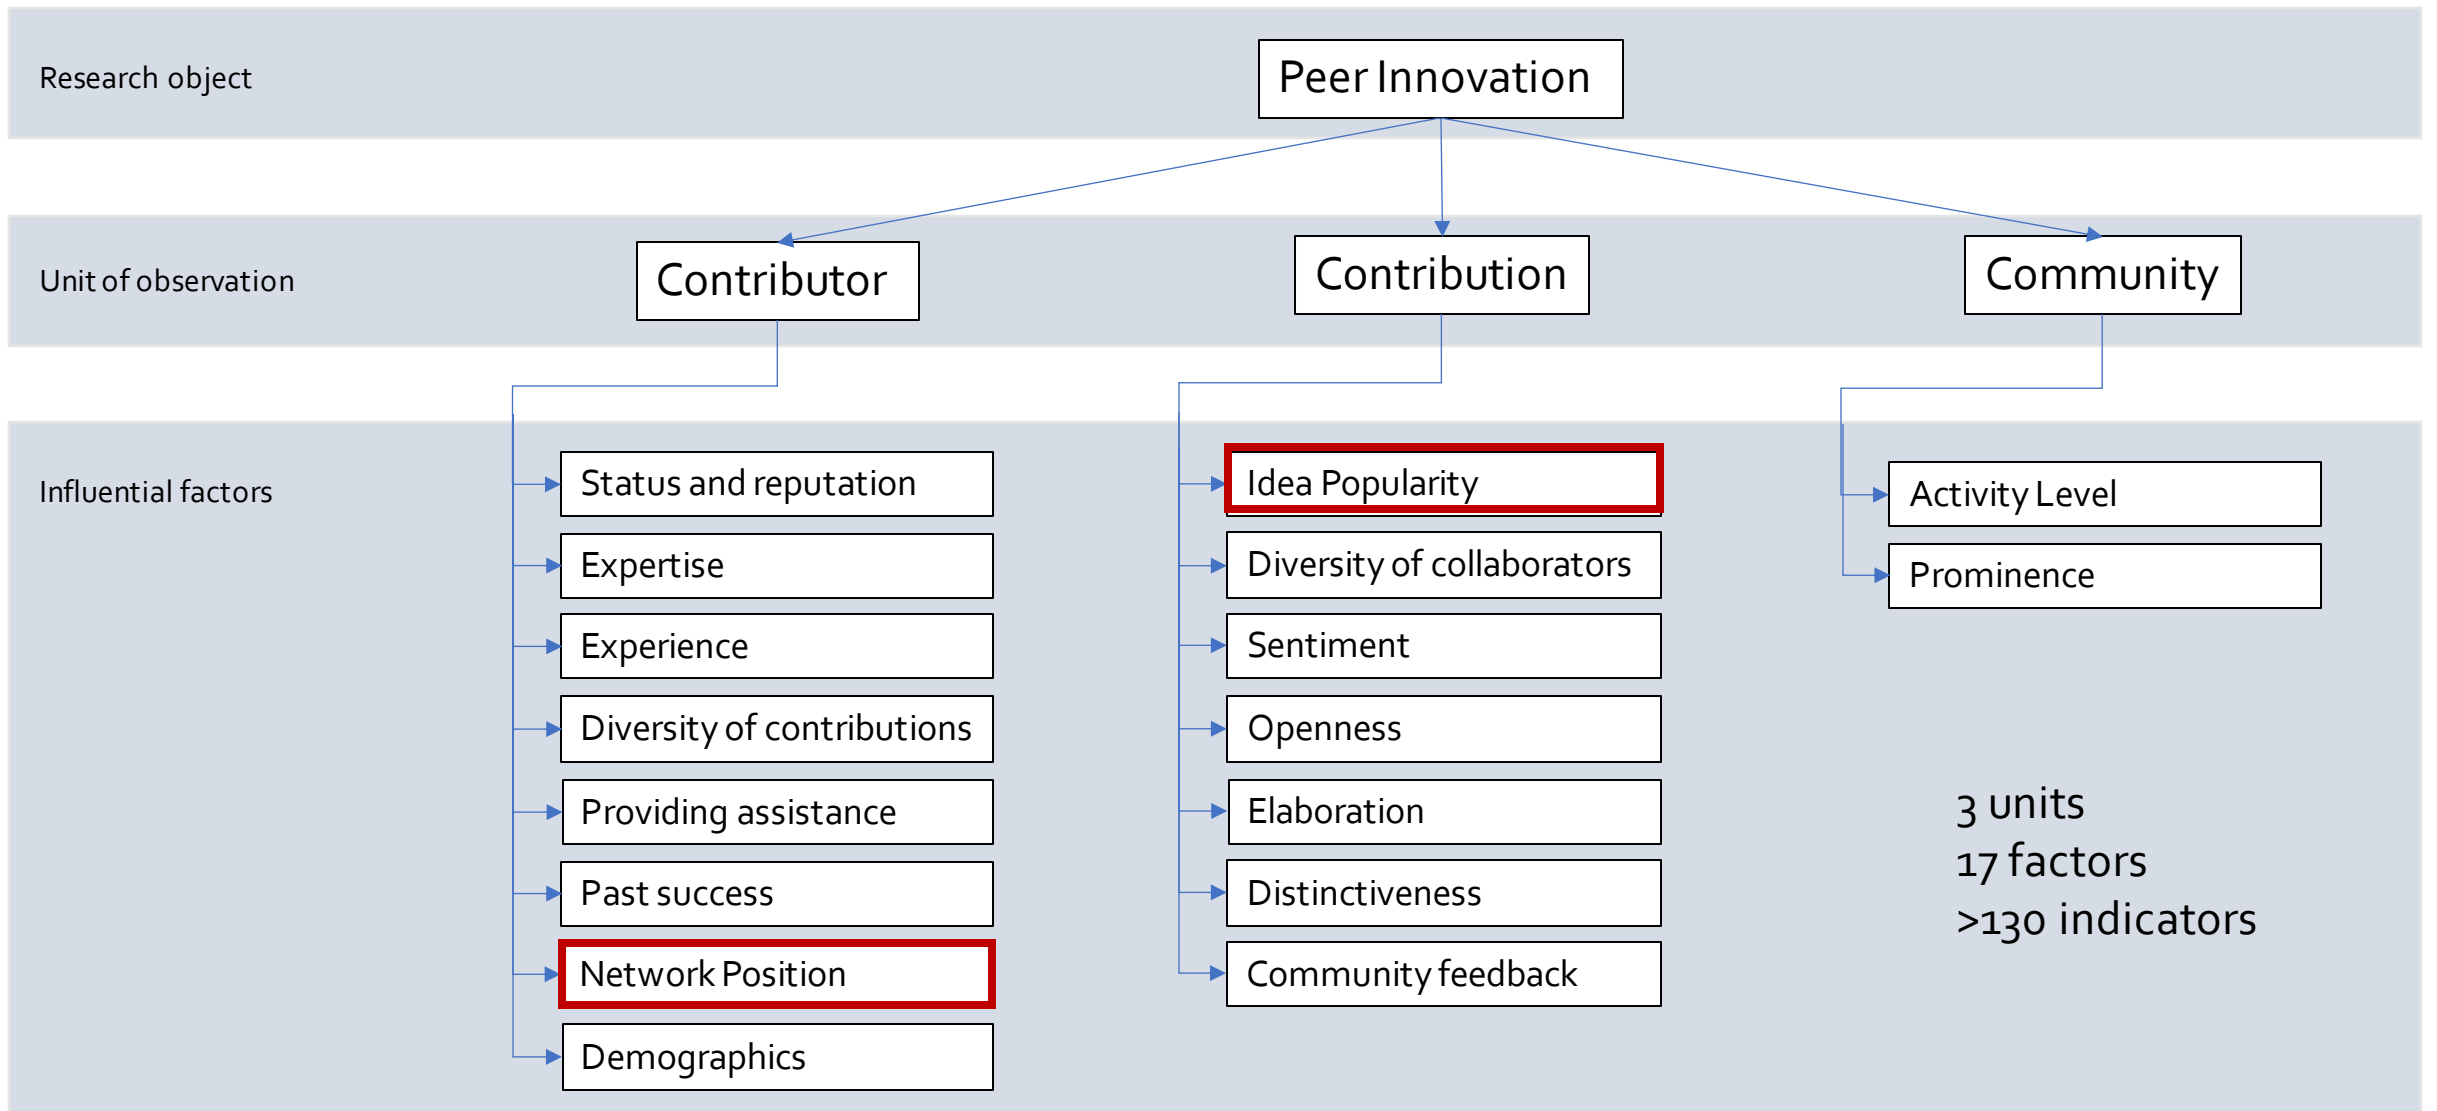 Research object
Peer Innovation
Unit of observation
Contributor
Contribution
Community
Influential factors
Status and reputation
Expertise
Experience
Diversity of contributions
Providing assistance
Past success
Network Position
Demographics
Idea Popularity
Diversity of collaborators
Sentiment
Openness
Elaboration
Distinctiveness
Community feedback
Activity Level
Prominence
3 units
17 factors
>130 indicators